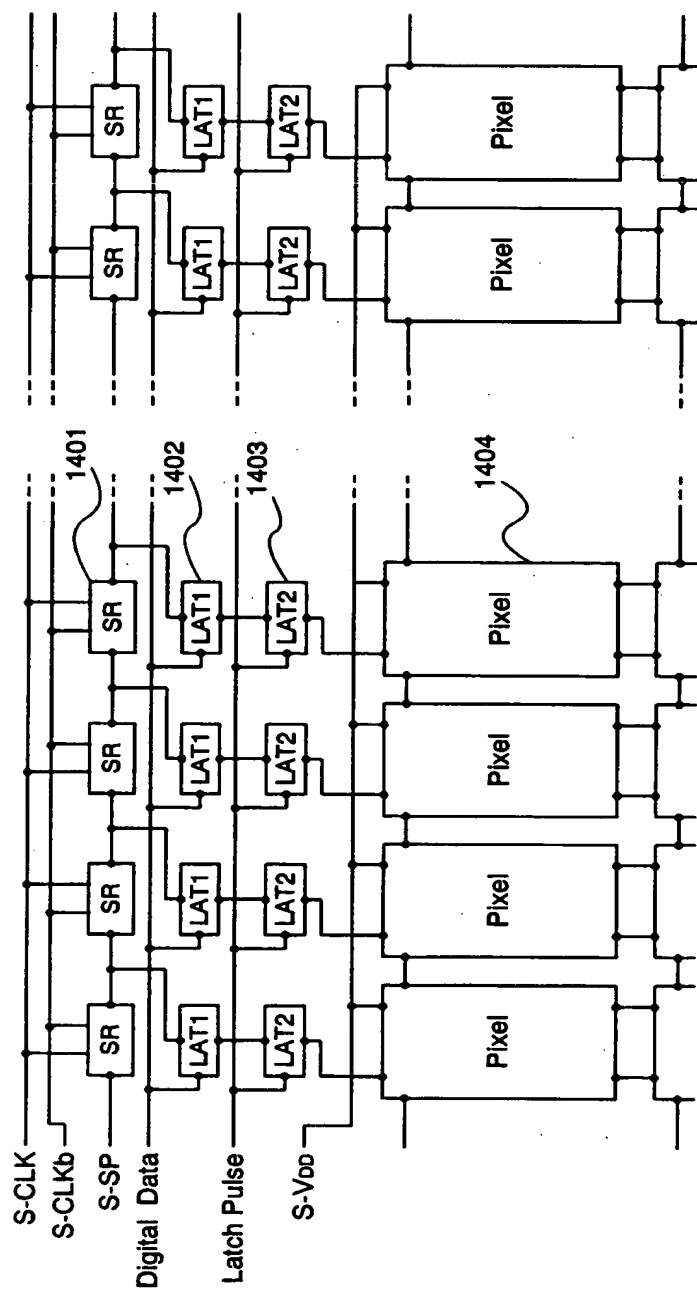 S-CLK
S-CLKb
S-SP
Digital Data
Latch Pulse
S-VDD
SR
SR
SR
SR
SR
SR
1401
LAT1
LAT1
LAT1
LAT1
LAT1
LAT1
1402
LAT2
LAT2
LAT2
LAT2
LAT2
LAT2
1403
Pixel
Pixel
Pixel
Pixel
Pixel
Pixel
1404